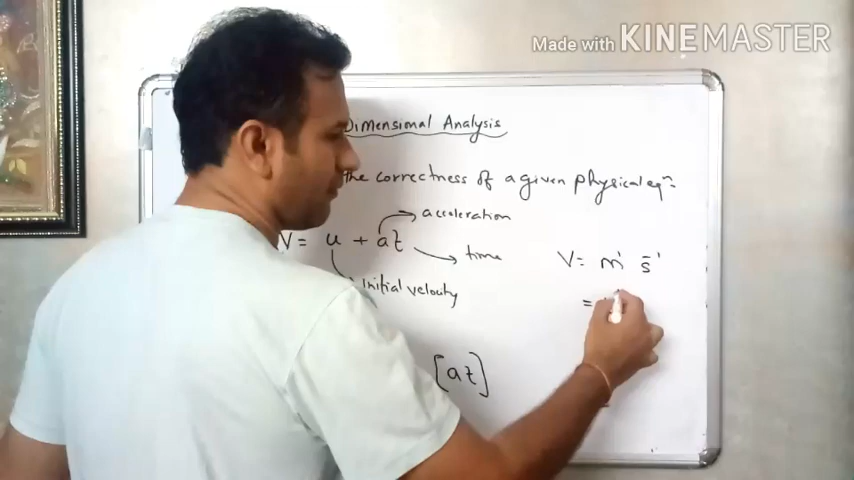 Made with KINEMASTER
Dimensional Analysis
the correctness of a given physical eqn:
acceleration
V = u + at
time
V = m¹ s⁻¹
Initial velocity
=
[at]